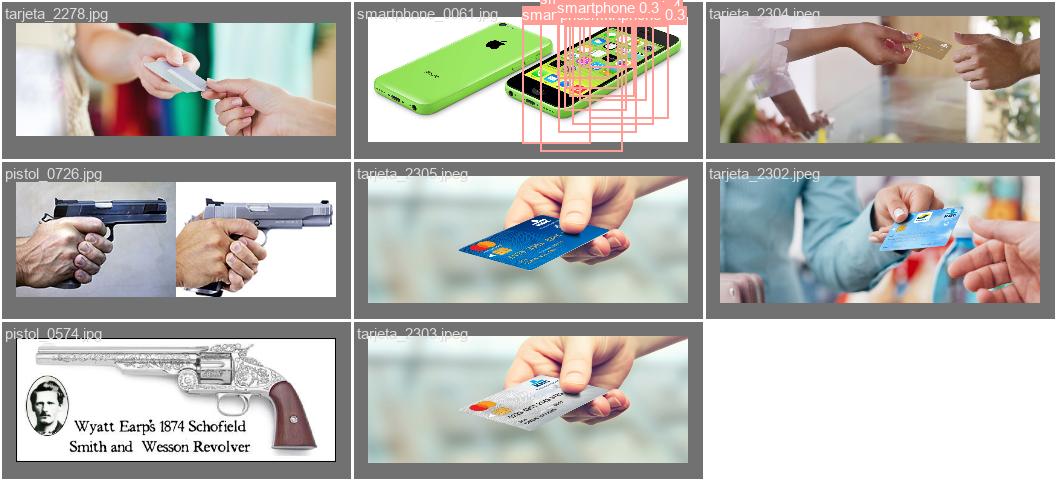 tarjeta_2278.jpg
smartphone_0061.jpg
smartphone 0.3
smartphone 0.3
tarjeta_2304.jpeg
pistol_0726.jpg
tarjeta_2305.jpeg
tarjeta_2302.jpeg
pistol_0574.jpg
Wyatt Earp's 1874 Schofield
Smith and Wesson Revolver
tarjeta_2303.jpeg